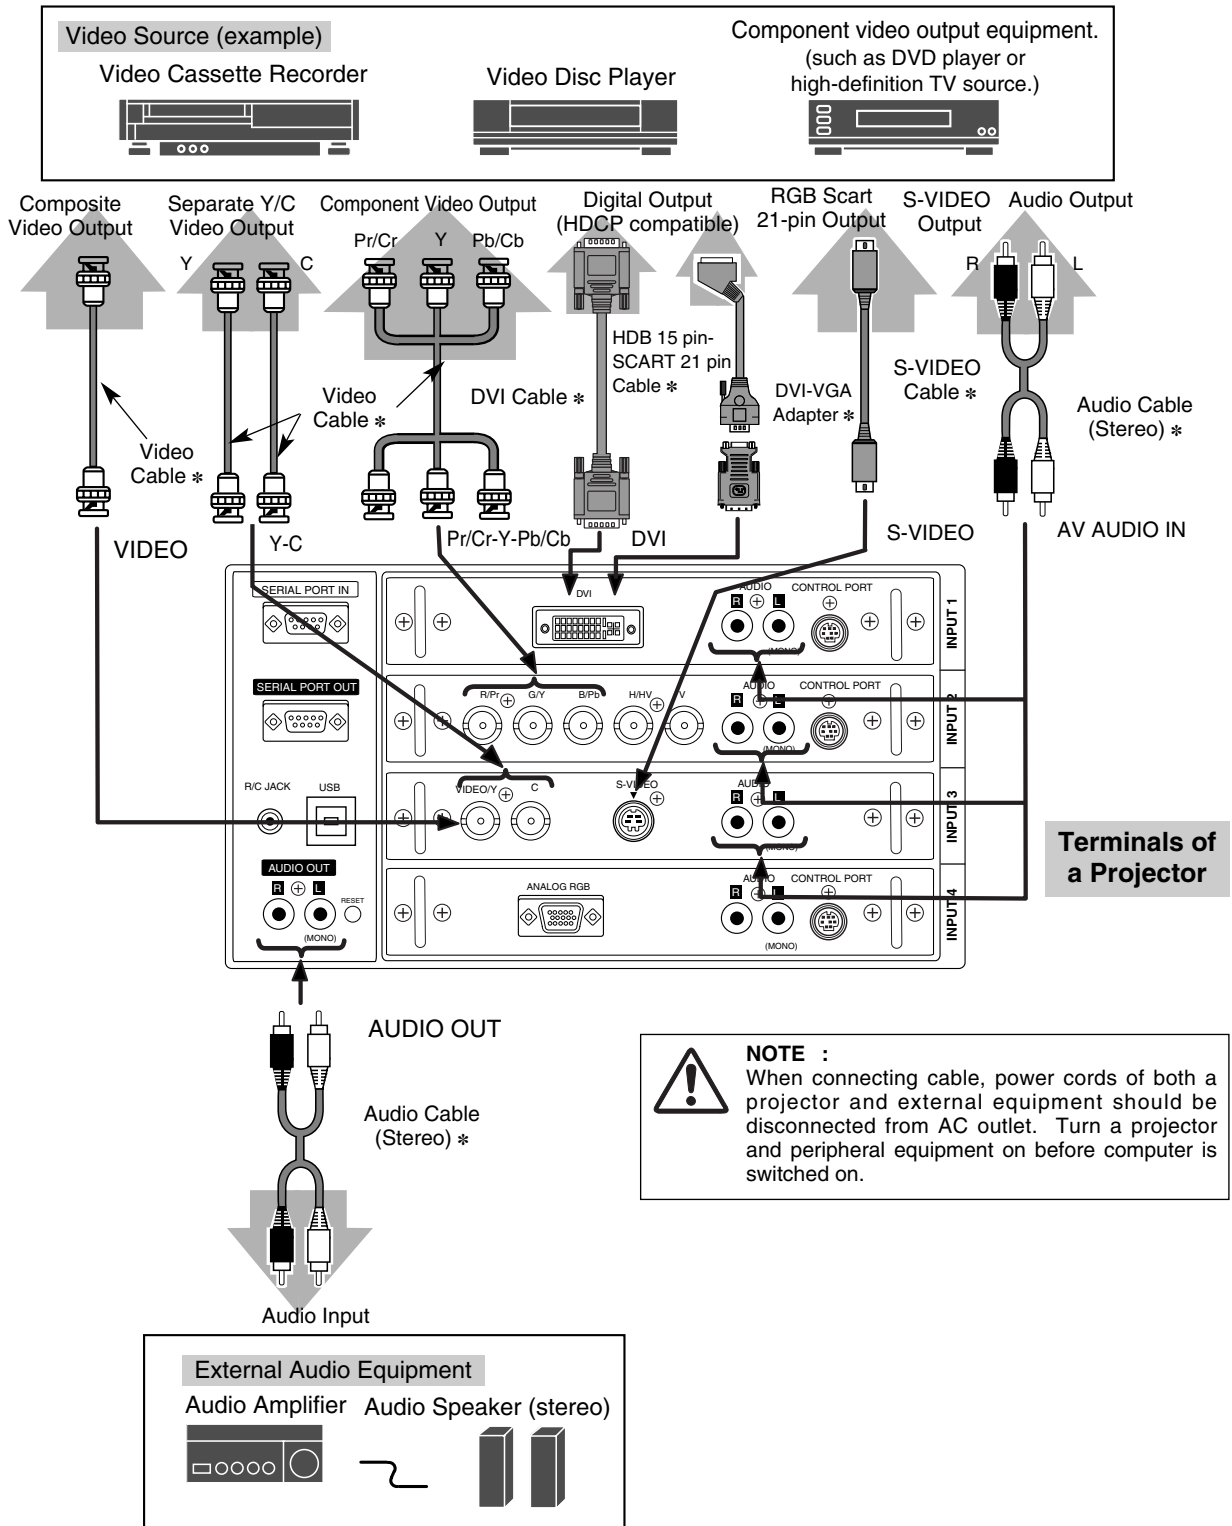 Video Source (example)
Video Cassette Recorder
Video Disc Player
Component video output equipment.
(such as DVD player or
high-definition TV source.)
Composite
Video Output
Separate Y/C
Video Output
Y
C
Component Video Output
Pr/Cr
Y
Pb/Cb
Digital Output
(HDCP compatible)
RGB Scart
21-pin Output
S-VIDEO
Output
Audio Output
R
L
Video
Cable *
Video
Cable *
DVI Cable *
HDB 15 pin-
SCART 21 pin
Cable *
DVI-VGA
Adapter *
S-VIDEO
Cable *
Audio Cable
(Stereo) *
VIDEO
Y-C
Pr/Cr-Y-Pb/Cb
DVI
S-VIDEO
AV AUDIO IN
SERIAL PORT IN
SERIAL PORT OUT
R/C JACK
USB
AUDIO OUT
R
L
RESET
(MONO)
DVI
AUDIO
R
L
(MONO)
CONTROL PORT
INPUT 1
R/Pr
G/Y
B/Pb
H/HV
V
AUDIO
R
L
(MONO)
CONTROL PORT
INPUT 2
VIDEO/Y
C
S-VIDEO
AUDIO
R
L
(MONO)
INPUT 3
ANALOG RGB
AUDIO
R
L
(MONO)
CONTROL PORT
INPUT 4
Terminals of
a Projector
AUDIO OUT
Audio Cable
(Stereo) *
Audio Input
NOTE :
When connecting cable, power cords of both a
projector and external equipment should be
disconnected from AC outlet. Turn a projector
and peripheral equipment on before computer is
switched on.
External Audio Equipment
Audio Amplifier
Audio Speaker (stereo)